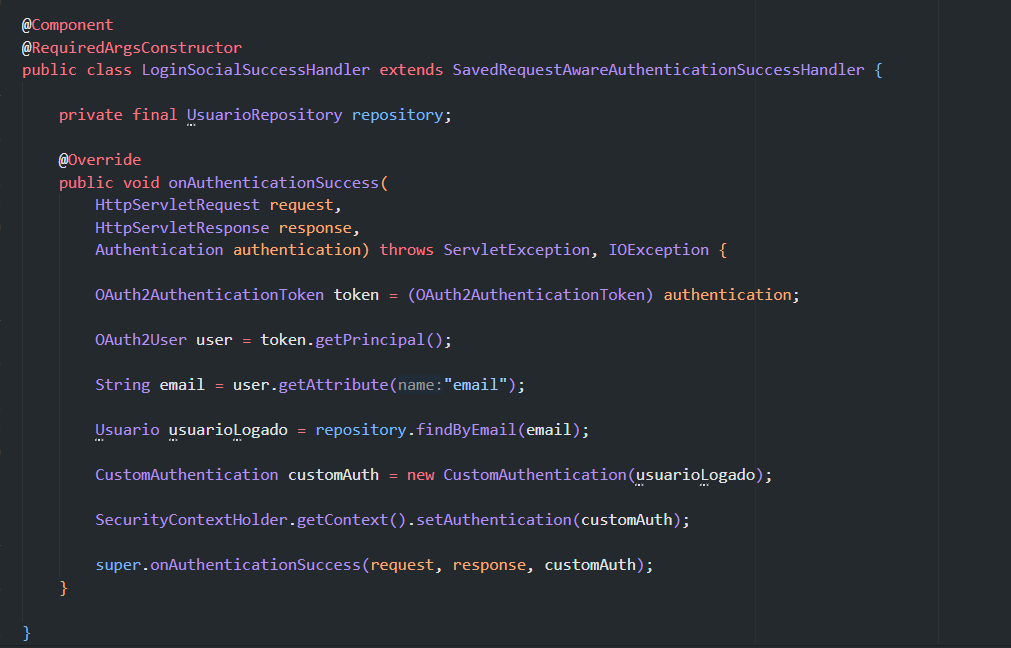 @Component
@RequiredArgsConstructor
public class LoginSocialSuccessHandler extends SavedRequestAwareAuthenticationSuccessHandler {
private final UsuarioRepository repository;
@Override
public void onAuthenticationSuccess(
HttpServletRequest request,
HttpServletResponse response,
Authentication authentication) throws ServletException, IOException {
OAuth2AuthenticationToken token = (OAuth2AuthenticationToken) authentication;
OAuth2User user = token.getPrincipal();
String email = user.getAttribute(name:"email");
Usuario usuarioLogado = repository.findByEmail(email);
CustomAuthentication customAuth = new CustomAuthentication(usuarioLogado);
SecurityContextHolder.getContext().setAuthentication(customAuth);
super.onAuthenticationSuccess(request, response, customAuth);
}
}